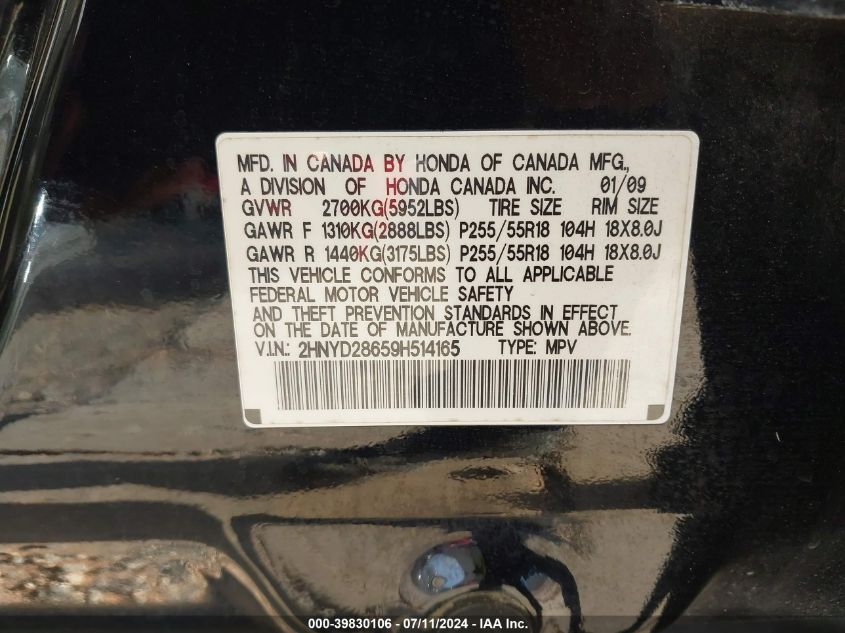 MFD. IN CANADA BY HONDA OF CANADA MFG.,
A DIVISION OF HONDA CANADA INC. 01/09
GVWR 2700KG(5952LBS) TIRE SIZE RIM SIZE
GAWR F 1310KG(2888LBS) P255/55R18 104H 18X8.0J
GAWR R 1440KG(3175LBS) P255/55R18 104H 18X8.0J
THIS VEHICLE CONFORMS TO ALL APPLICABLE
FEDERAL MOTOR VEHICLE SAFETY
AND THEFT PREVENTION STANDARDS IN EFFECT
ON THE DATE OF MANUFACTURE SHOWN ABOVE.
V.I.N.: 2HNYD28659H514165 TYPE: MPV
000-39830106 - 07/11/2024 - IAA Inc.